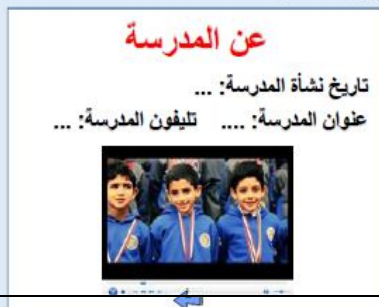 عن المدرسة
تاريخ نشأة المدرسة: ...
عنوان المدرسة: .... تليفون المدرسة: ...